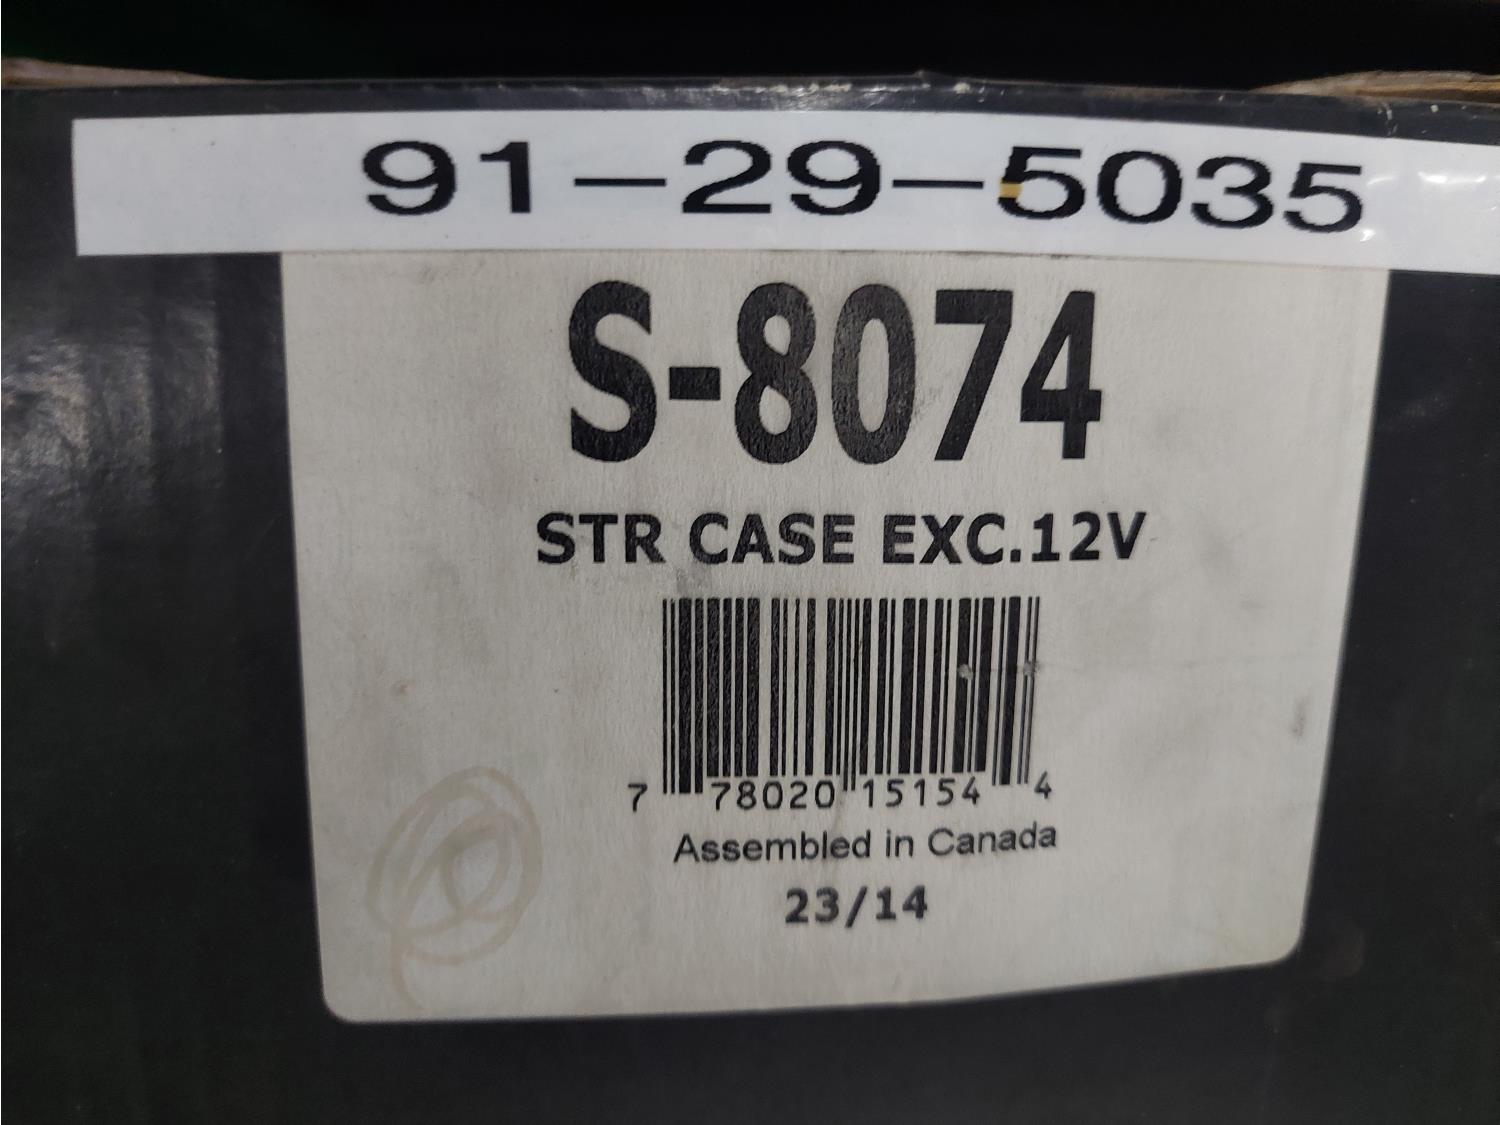 91-29-5035
S-8074
STR CASE EXC.12V
7 78020 15154 4
Assembled in Canada
23/14